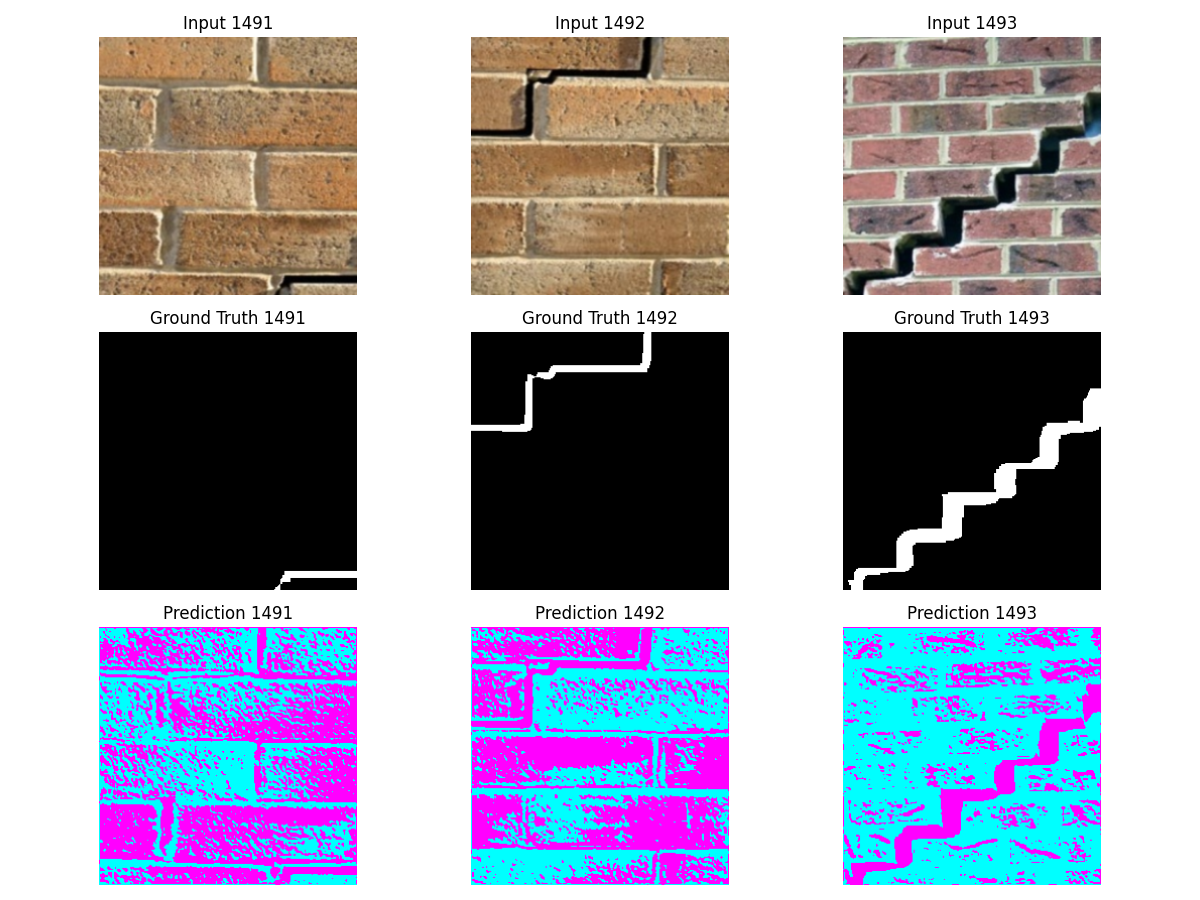 Input 1491
Input 1492
Input 1493
Ground Truth 1491
Ground Truth 1492
Ground Truth 1493
Prediction 1491
Prediction 1492
Prediction 1493